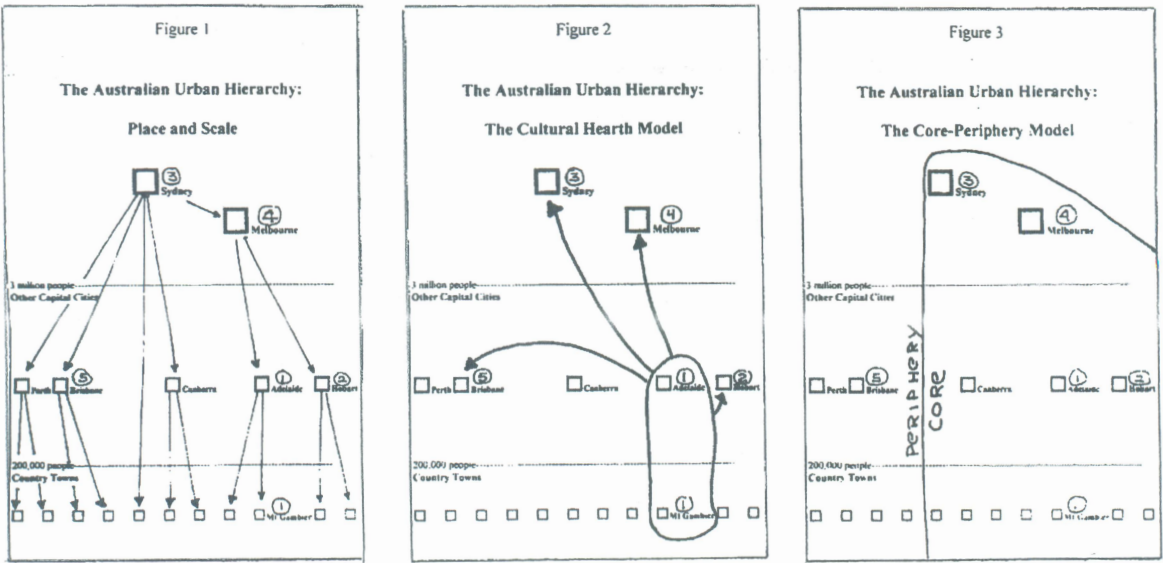 Figure 1
The Australian Urban Hierarchy:
Place and Scale
3
Sydney
4
Melbourne
3 million people
Other Capital Cities
Perth
5
Brisbane
Canberra
1
Adelaide
2
Hobart
200,000 people
Country Towns
1
Mt Gambier
Figure 2
The Australian Urban Hierarchy:
The Cultural Hearth Model
3
Sydney
4
Melbourne
3 million people
Other Capital Cities
Perth
5
Brisbane
Canberra
1
Adelaide
2
Hobart
200,000 people
Country Towns
1
Mt Gambier
Figure 3
The Australian Urban Hierarchy:
The Core-Periphery Model
3
Sydney
4
Melbourne
3 million people
Other Capital Cities
Perth
5
Brisbane
PERIPHERY
CORE
Canberra
1
Adelaide
2
Hobart
200,000 people
Country Towns
Mt Gambier